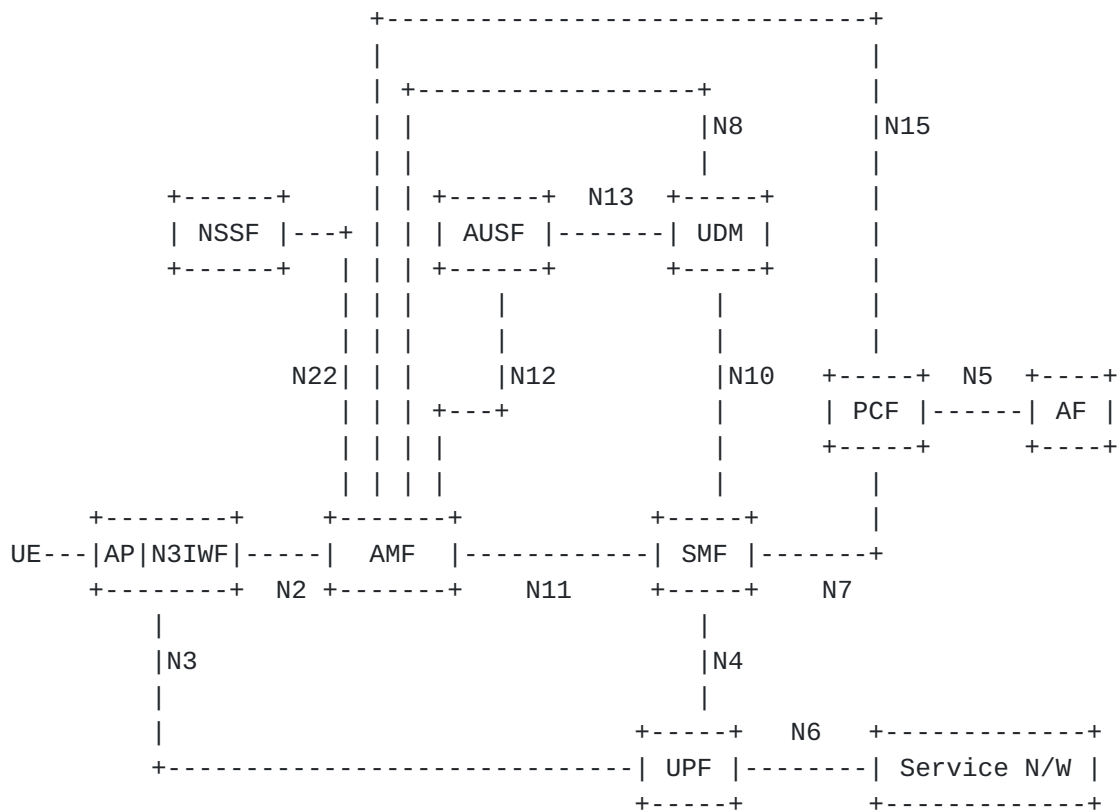 N8 N15
N13
NSSF AUSF UDM
N22 N12 N10 N5
PCF AF
UE AP N3IWF AMF SMF
N2 N11 N7
N3 N4
N6
UPF Service N/W